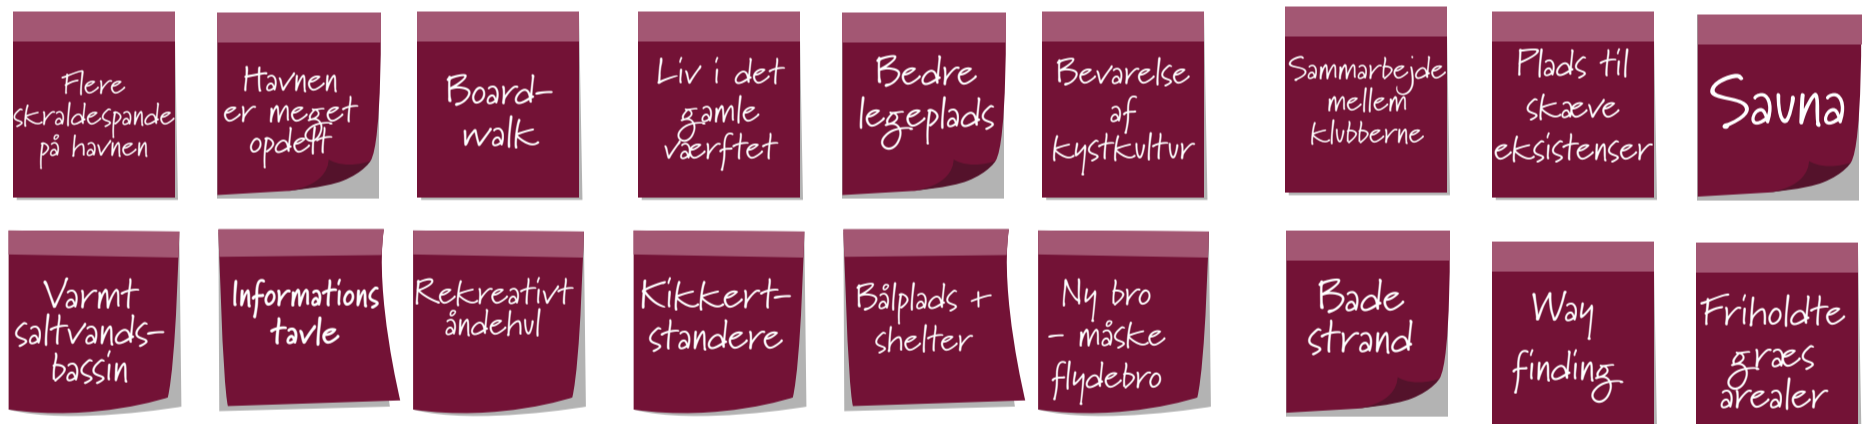 Flere
skraldespande
på havnen
Havnen
er meget
opdelt
Board-
walk
Liv i det
gamle
værftet
Bedre
legeplads
Bevarelse
af
kystkultur
Sammarbejde
mellem
klubberne
Plads til
skæve
eksistenser
Sauna
Varmt
saltvands-
bassin
Informations
tavle
Rekreativt
åndehul
Kikkert-
standere
Bålplads +
shelter
Ny bro
- måske
flydebro
Bade
strand
Way
finding
Friholdte
græs
arealer